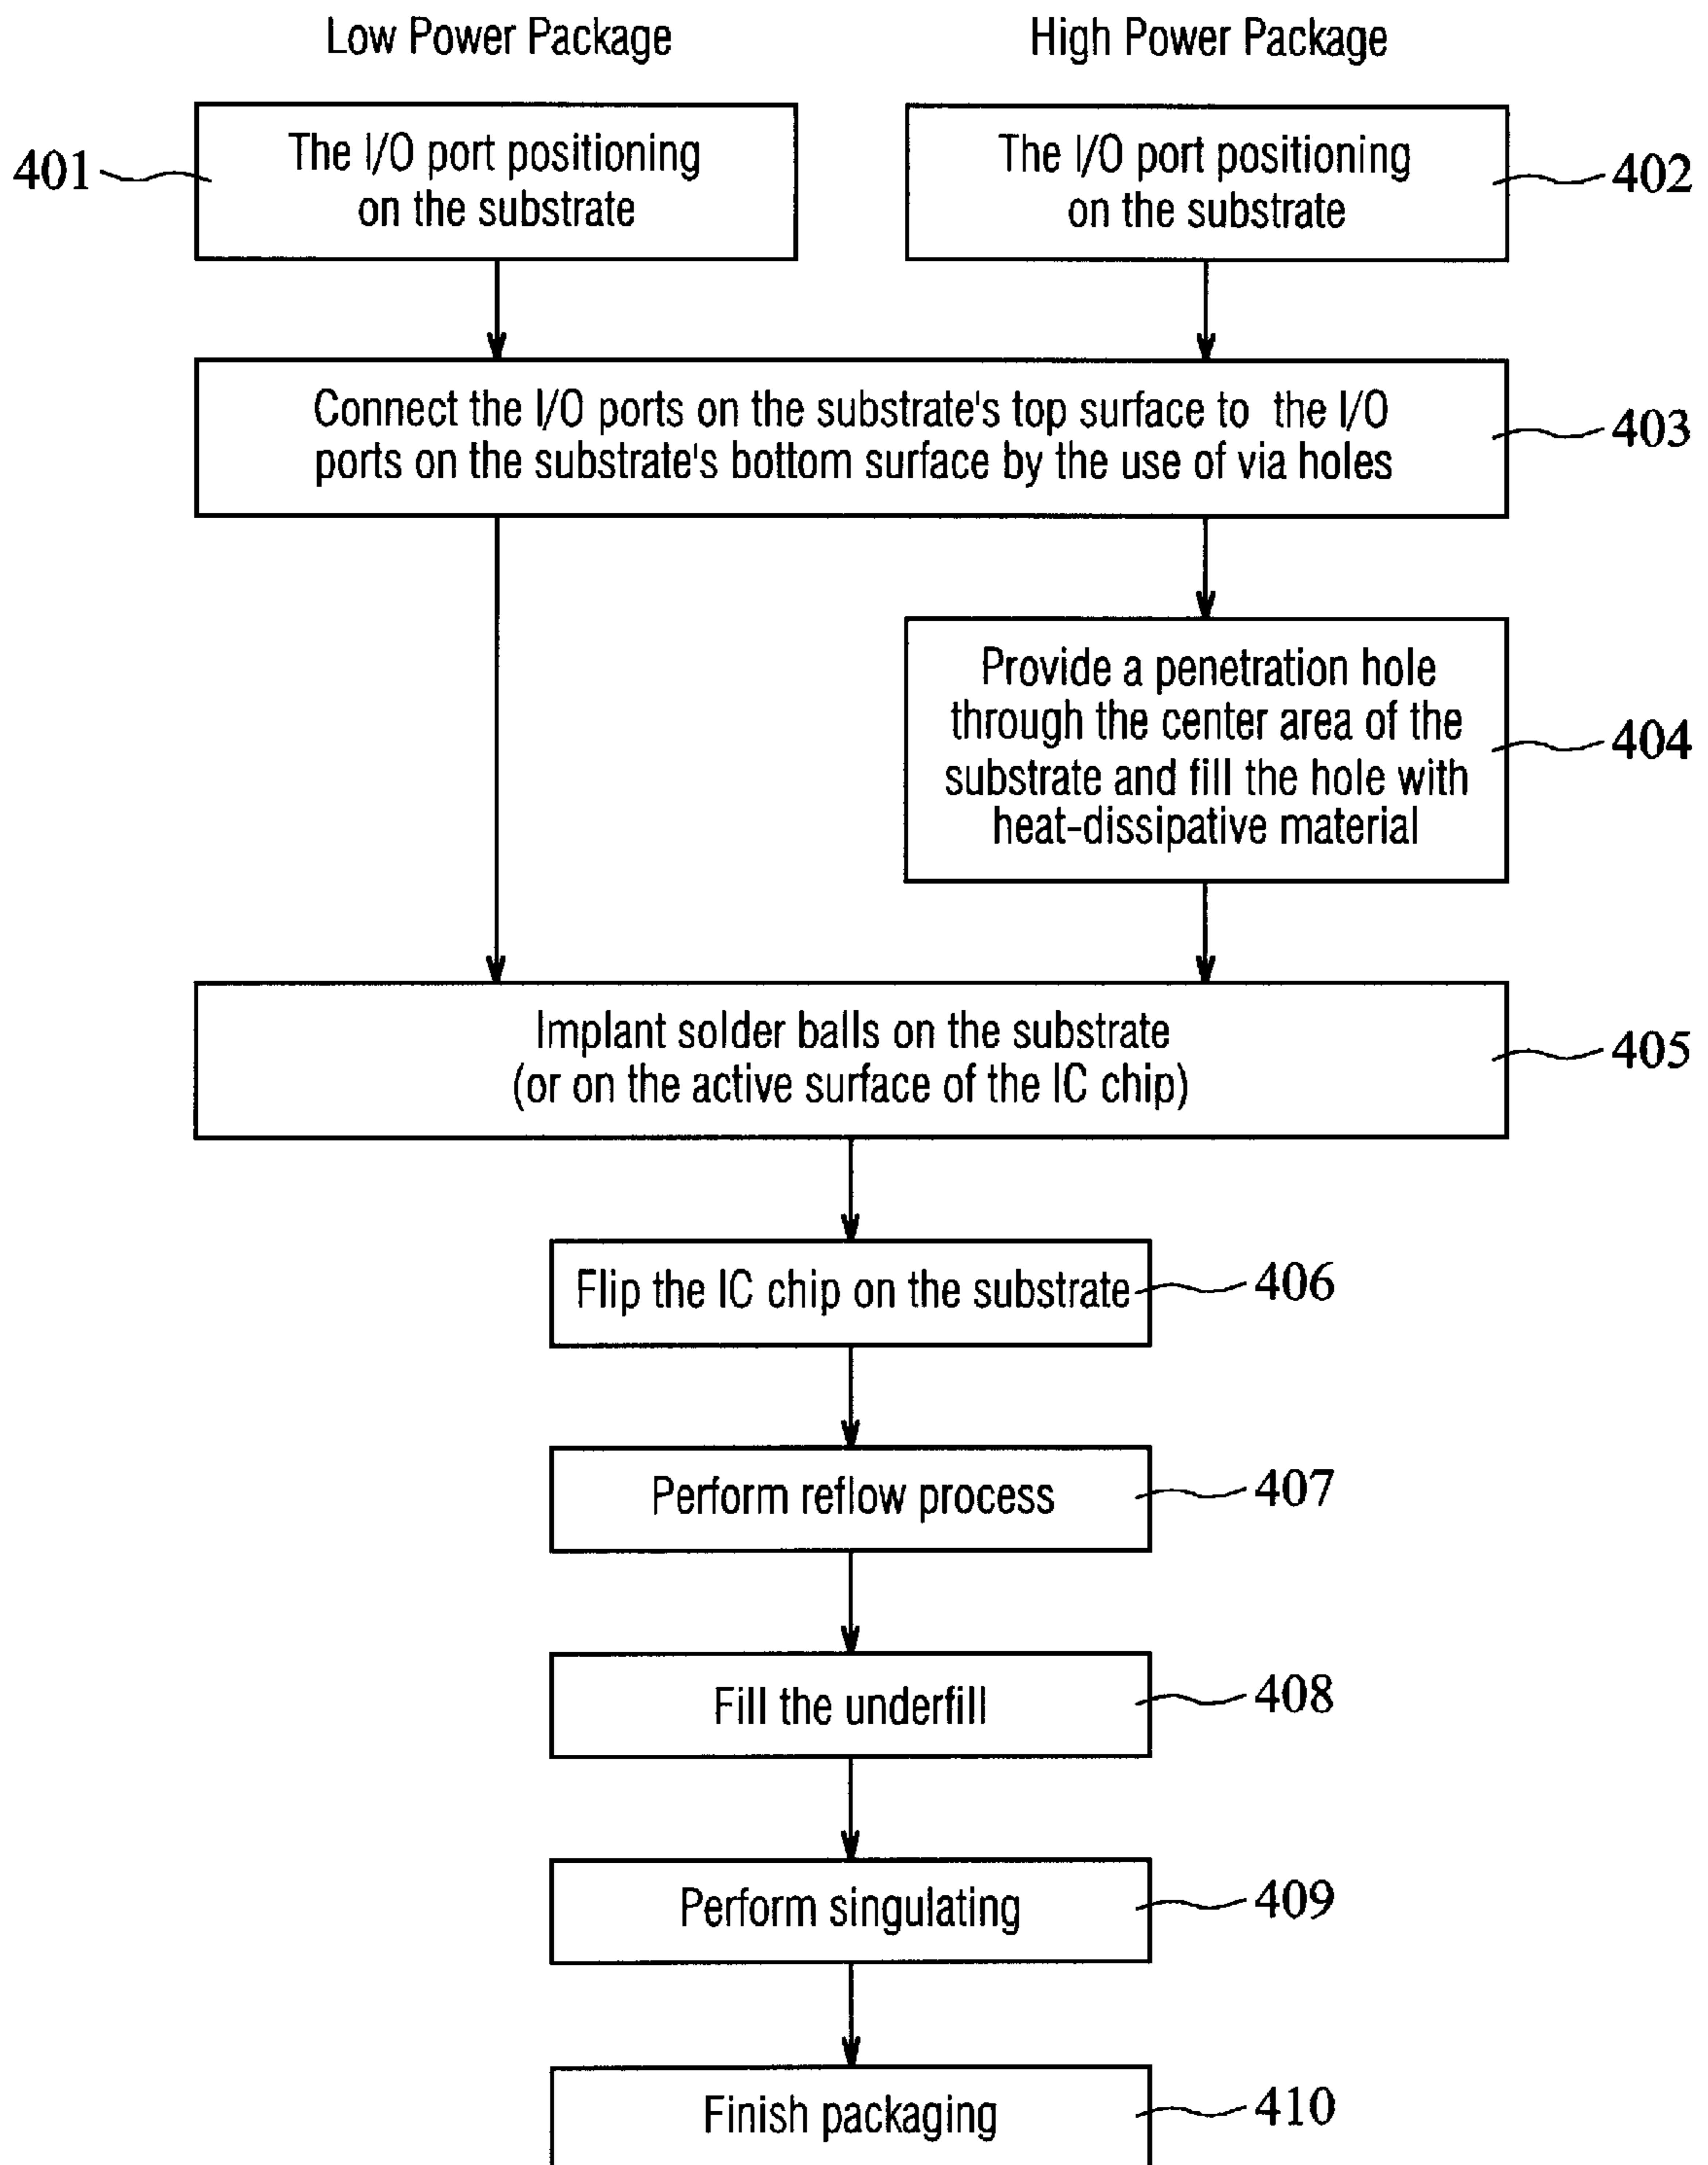 Low Power Package
High Power Package
The I/O port positioning
on the substrate
401
The I/O port positioning
on the substrate
402
Connect the I/O ports on the substrate's top surface to the I/O
ports on the substrate's bottom surface by the use of via holes
403
Provide a penetration hole
through the center area of the
substrate and fill the hole with
heat-dissipative material
404
Implant solder balls on the substrate
(or on the active surface of the IC chip)
405
Flip the IC chip on the substrate
406
Perform reflow process
407
Fill the underfill
408
Perform singulating
409
Finish packaging
410